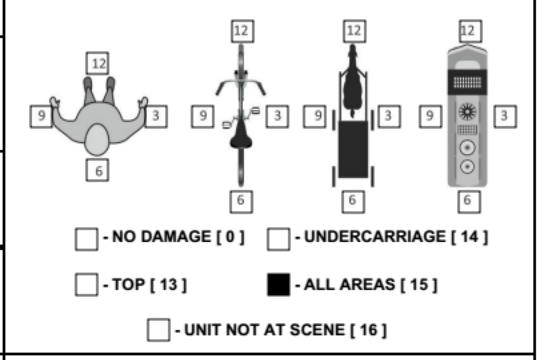 12 12 12 12
9 3 9 3 9 3 9 3
6 6 6 6
- NO DAMAGE [ 0 ] - UNDERCARRIAGE [ 14 ]
- TOP [ 13 ] - ALL AREAS [ 15 ]
- UNIT NOT AT SCENE [ 16 ]